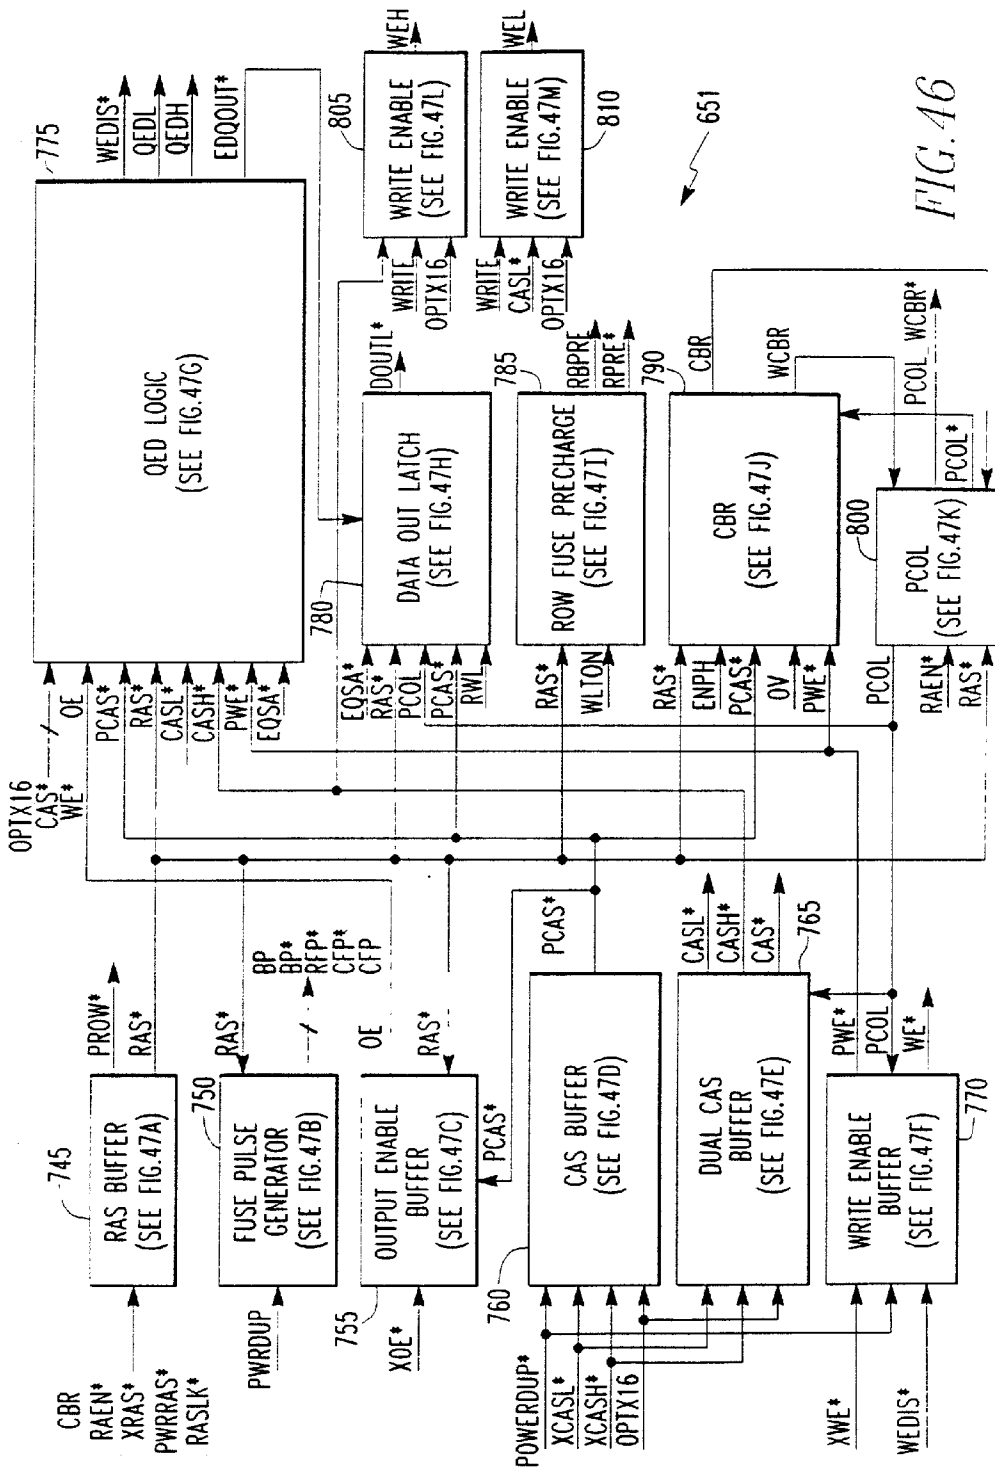 CBR
RAEN*
XRAS*
PWRRAS*
RASLK*
745
RAS BUFFER
(SEE FIG.47A)
PROW*
RAS*
PWRDUP
750
FUSE PULSE
GENERATOR
(SEE FIG.47B)
RAS*
BP
BP*
RFP*
CFP*
CFP
XOE*
755
OUTPUT ENABLE
BUFFER
(SEE FIG.47C)
OE
RAS*
PCAS*
POWERDUP*
XCASL*
XCASH*
OPTX16
760
CAS BUFFER
(SEE FIG.47D)
PCAS*
DUAL CAS
BUFFER
(SEE FIG.47E)
765
CASL*
CASH*
CAS*
XWE*
WEDIS*
WRITE ENABLE
BUFFER
(SEE FIG.47F)
770
PWE*
PCOL
WE*
OPTX16
CAS*
WE*
OE
PCAS*
RAS*
CASL*
CASH*
PWE*
EQSA*
775
QED LOGIC
(SEE FIG.47G)
WEDIS*
QEDL
QEDH
EDQOUT*
EQSA*
RAS*
PCOL
PCAS*
RWL
780
DATA OUT LATCH
(SEE FIG.47H)
DOUTL*
RAS*
WLTON
785
ROW FUSE PRECHARGE
(SEE FIG.47I)
RBPRE
RPRE*
RAS*
ENPH
PCAS*
OV
PWE*
790
CBR
(SEE FIG.47J)
CBR
WCBR
PCOL
RAEN*
RAS*
800
PCOL
(SEE FIG.47K)
PCOL WCBR*
PCOL*
WRITE
OPTX16
805
WRITE ENABLE
(SEE FIG.47L)
WEH
WRITE
CASL*
OPTX16
WRITE ENABLE
(SEE FIG.47M)
810
WEL
651
FIG.46